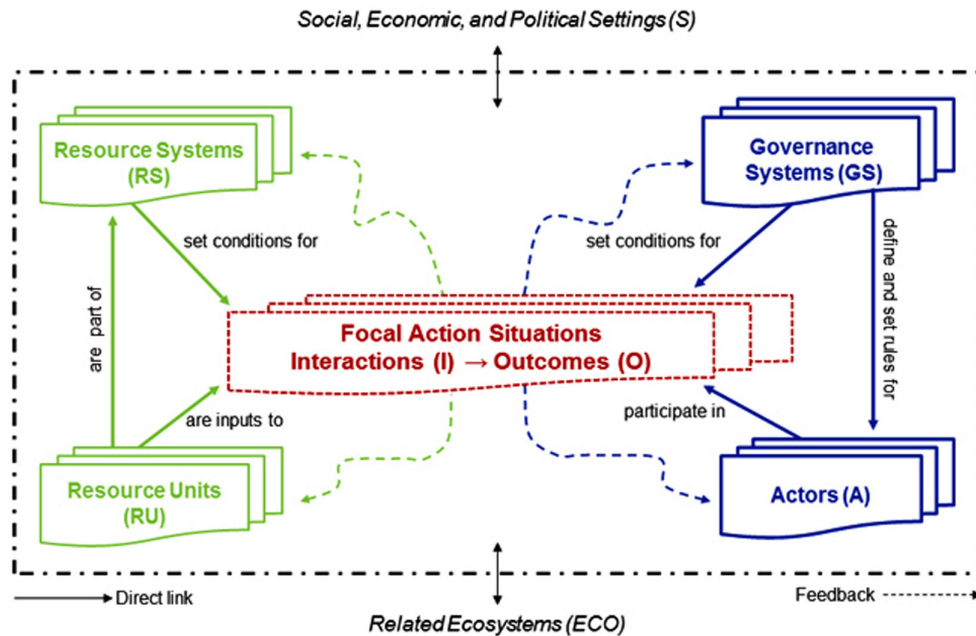 Social, Economic, and Political Settings (S)
Resource Systems
(RS)
Governance
Systems (GS)
set conditions for
set conditions for
are part of
define and set rules for
Focal Action Situations
Interactions (I) → Outcomes (O)
are inputs to
participate in
Resource Units
(RU)
Actors (A)
Direct link
Feedback
Related Ecosystems (ECO)